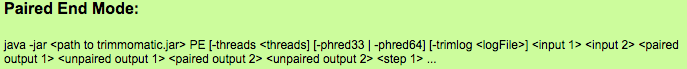 Paired End Mode:
java -jar <path to trimmomatic.jar> PE [-threads <threads] [-phred33 | -phred64] [-trimlog <logFile>] <input 1> <input 2> <paired
output 1> <unpaired output 1> <paired output 2> <unpaired output 2> <step 1> ...